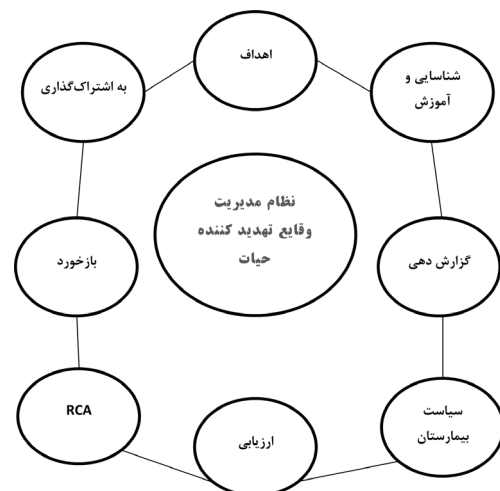 اهداف
شناسایی و
آموزش
گزارش دهی
سیاست
بیمارستان
ارزیابی
RCA
بازخورد
به اشتراک‌گذاری
نظام مدیریت
وقایع تهدید کننده
حیات